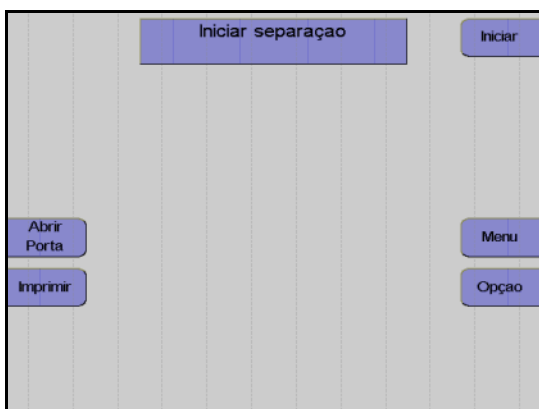 Iniciar separaçao
Iniciar
Abrir
Porta
Menu
Imprimir
Opçao